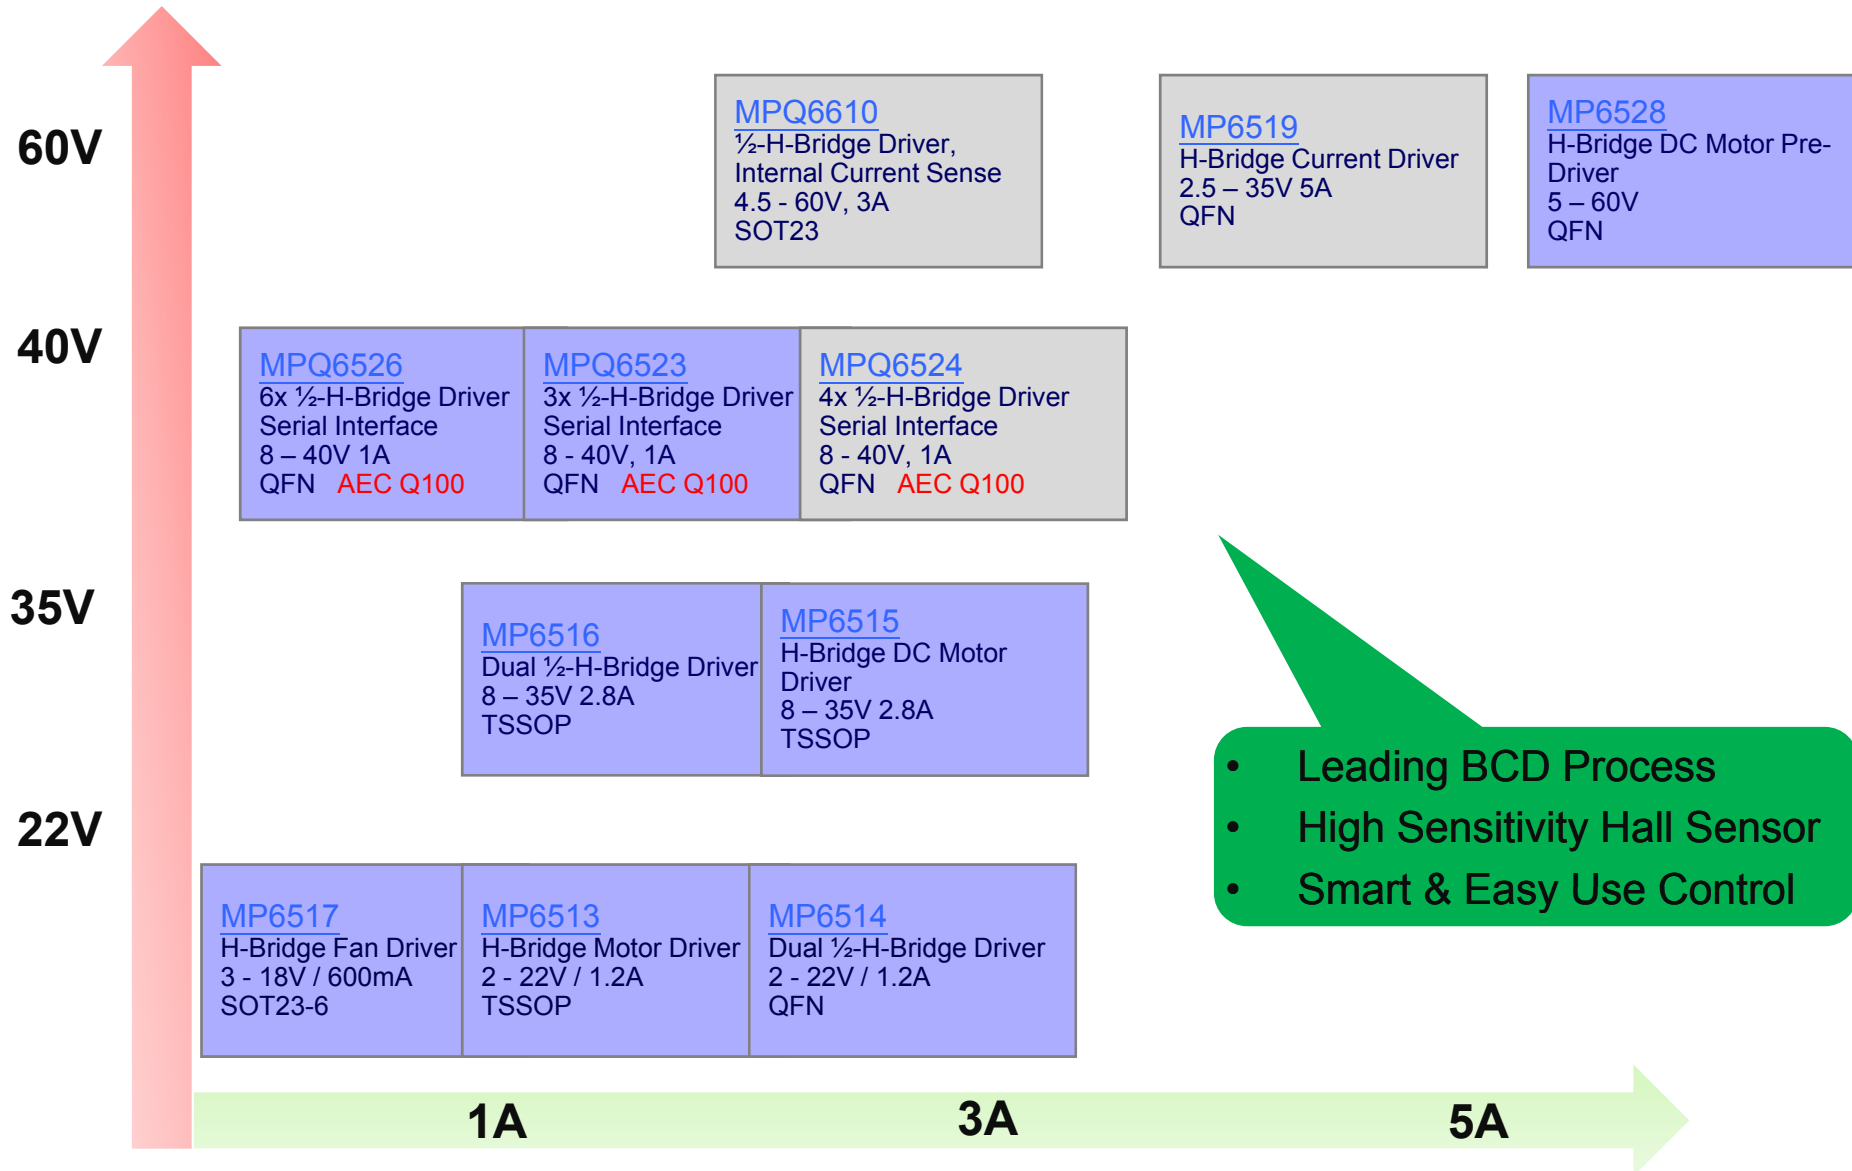 60V
MPQ6610
½-H-Bridge Driver,
Internal Current Sense
4.5 - 60V, 3A
SOT23
MP6519
H-Bridge Current Driver
2.5 – 35V 5A
QFN
MP6528
H-Bridge DC Motor Pre-
Driver
5 – 60V
QFN
40V
MPQ6526
6x ½-H-Bridge Driver
Serial Interface
8 – 40V 1A
QFN AEC Q100
MPQ6523
3x ½-H-Bridge Driver
Serial Interface
8 - 40V, 1A
QFN AEC Q100
MPQ6524
4x ½-H-Bridge Driver
Serial Interface
8 - 40V, 1A
QFN AEC Q100
35V
MP6516
Dual ½-H-Bridge Driver
8 – 35V 2.8A
TSSOP
MP6515
H-Bridge DC Motor
Driver
8 – 35V 2.8A
TSSOP
• Leading BCD Process
• High Sensitivity Hall Sensor
• Smart & Easy Use Control
22V
MP6517
H-Bridge Fan Driver
3 - 18V / 600mA
SOT23-6
MP6513
H-Bridge Motor Driver
2 - 22V / 1.2A
TSSOP
MP6514
Dual ½-H-Bridge Driver
2 - 22V / 1.2A
QFN
1A
3A
5A